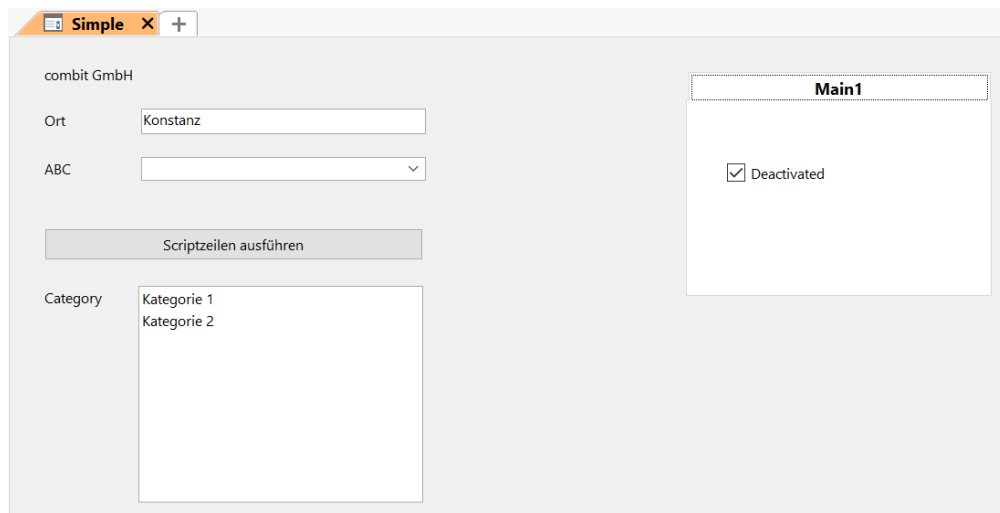 Simple
combit GmbH
Ort
Konstanz
ABC
Scriptzeilen ausführen
Category
Kategorie 1
Kategorie 2
Main1
Deactivated